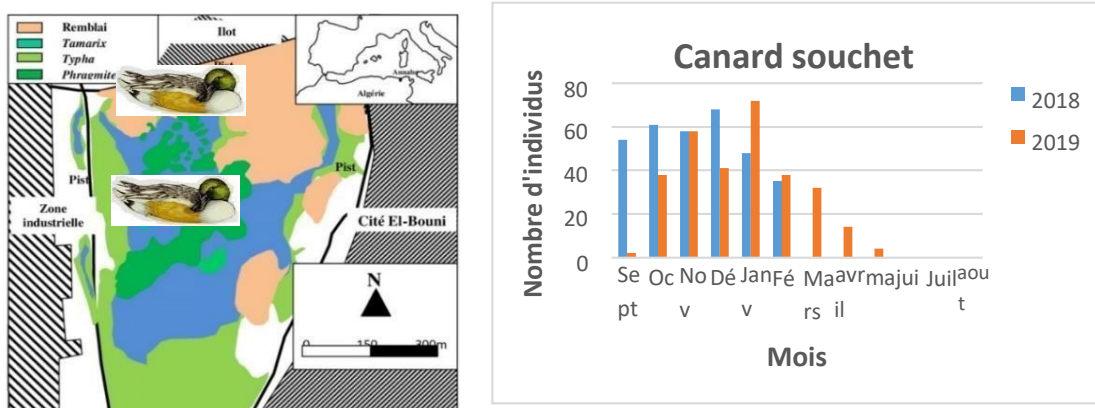 Remblai
Tamarix
Typha
Phragmite
Ilot
Annaba
Algérie
Pist
Pist
Zone
industrielle
Cité El-Bouni
N
0 150 300m
Canard souchet
80
60
40
20
0
Nombre d'individus
Se
pt
Oc
No
v
Dé
Jan
v
Fé
Ma
rs
avr
il
ma
jui
Juil
aou
t
Mois
2018
2019